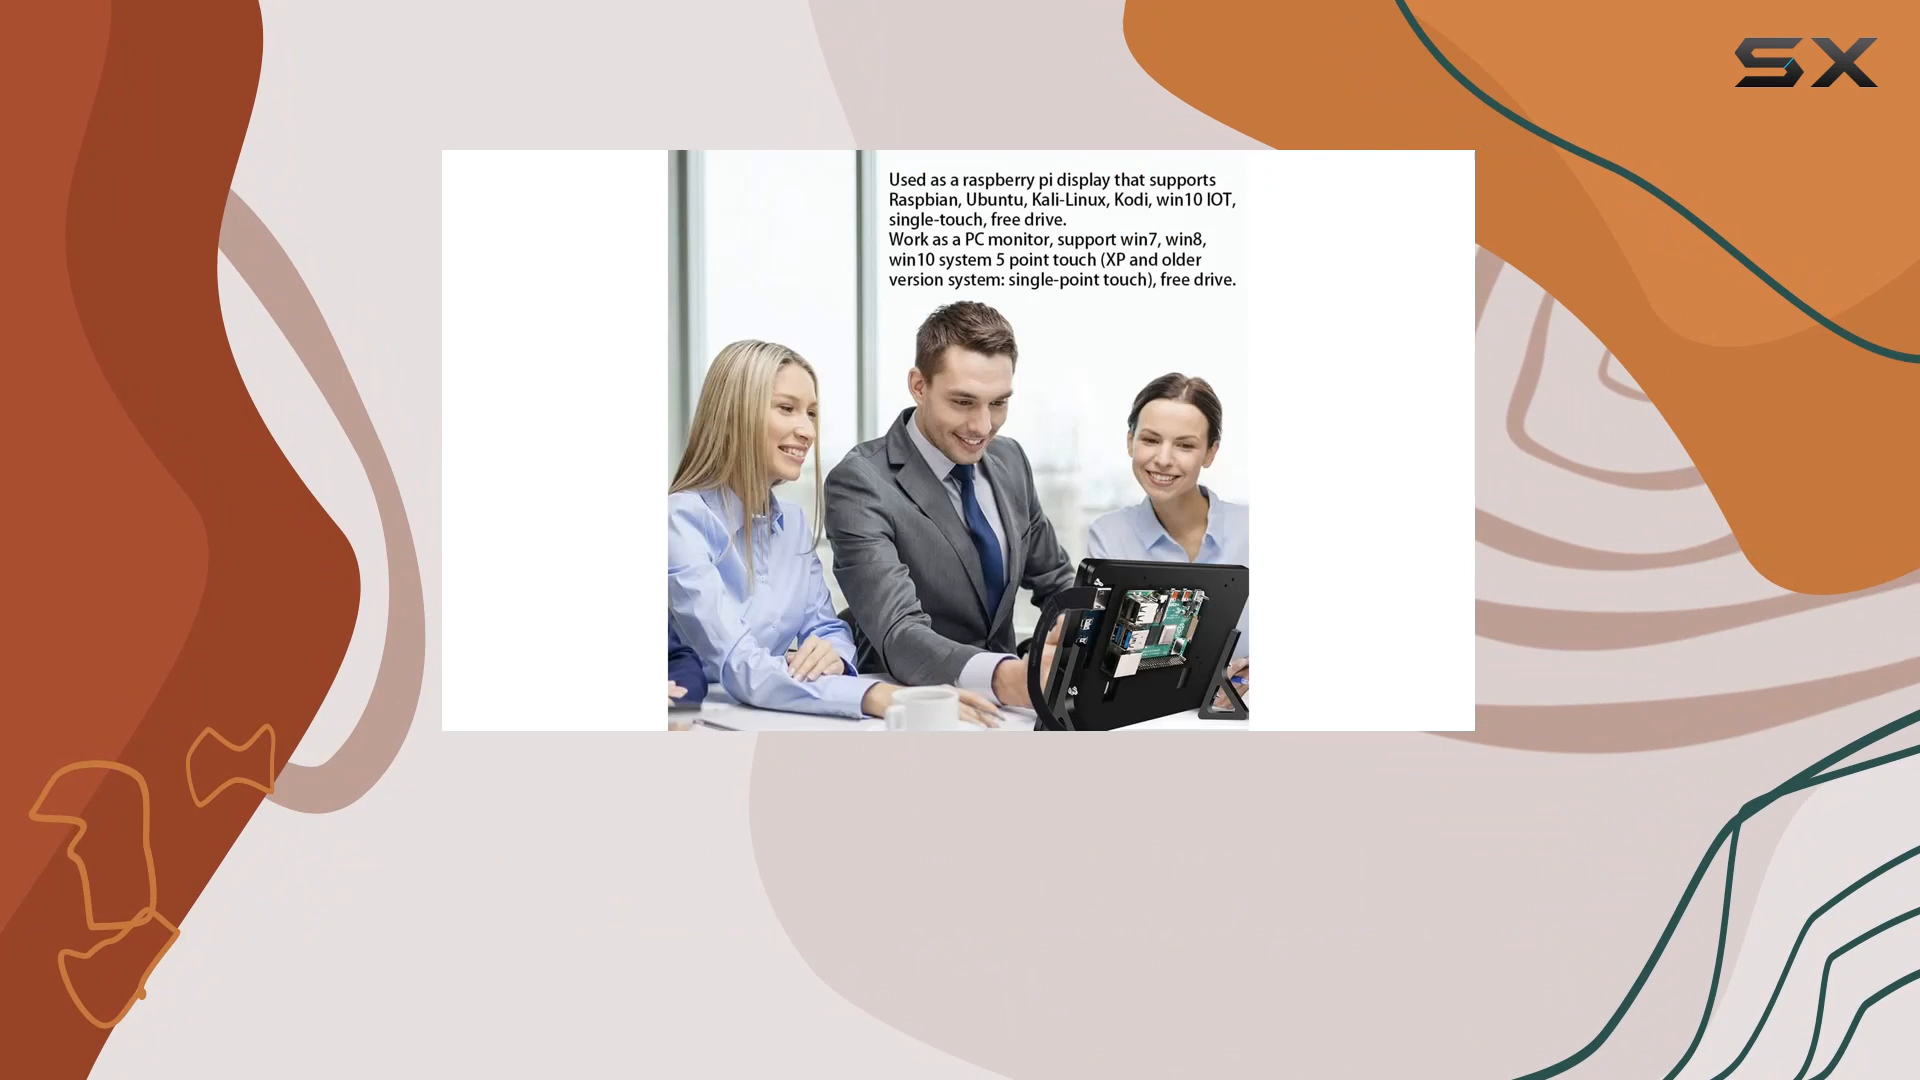 SX
Used as a raspberry pi display that supports
Raspbian, Ubuntu, Kali-Linux, Kodi, win10 IOT,
single-touch, free drive.
Work as a PC monitor, support win7, win8,
win10 system 5 point touch (XP and older
version system: single-point touch), free drive.